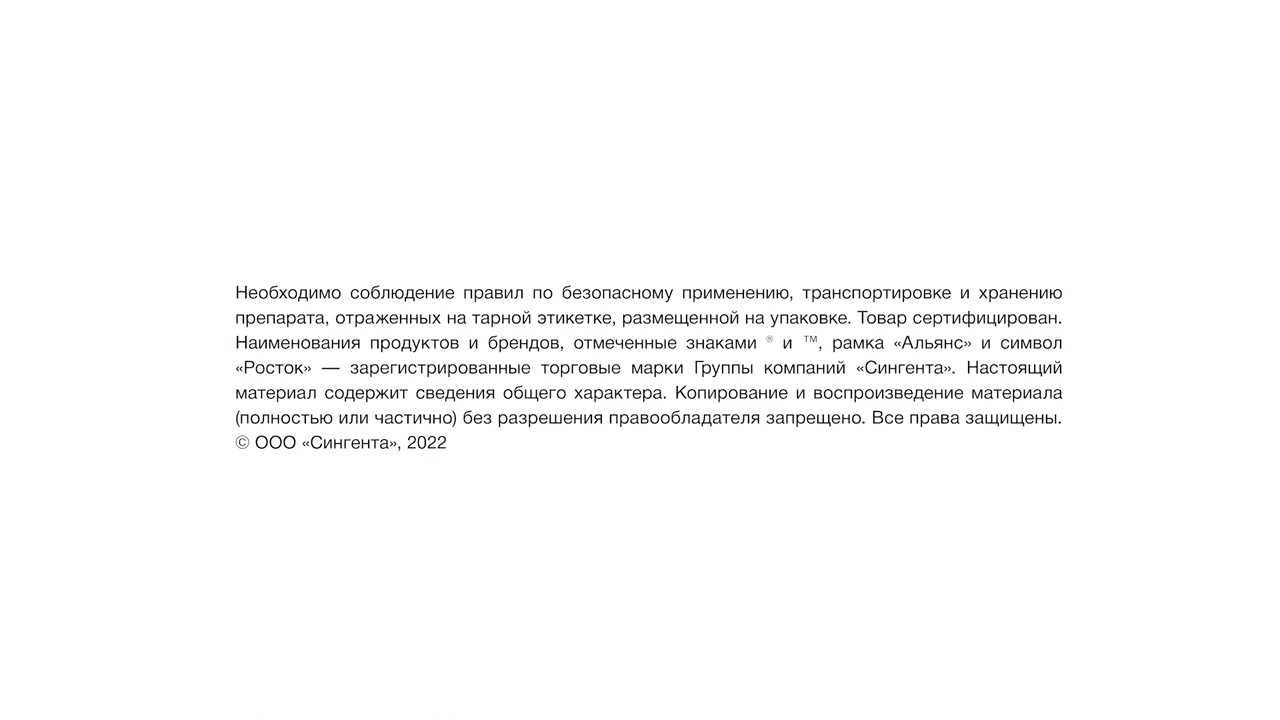 Необходимо соблюдение правил по безопасному применению, транспортировке и хранению
препарата, отраженных на тарной этикетке, размещенной на упаковке. Товар сертифицирован.
Наименования продуктов и брендов, отмеченные знаками ® и ™, рамка «Альянс» и символ
«Росток» — зарегистрированные торговые марки Группы компаний «Сингента». Настоящий
материал содержит сведения общего характера. Копирование и воспроизведение материала
(полностью или частично) без разрешения правообладателя запрещено. Все права защищены.
© ООО «Сингента», 2022